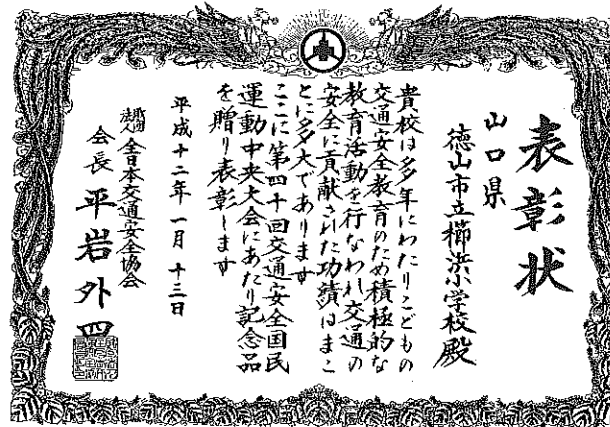 表彰状
山口県
徳山市立櫛浜小学校殿
貴校は多年にわたりこどもの
交通安全教育のため積極的な
教育活動を行なわれ交通の
安全に貢献された功績はまこ
とに多大であります
ここに第四十回交通安全国民
運動中央大会にあたり記念品
を贈り表彰します
平成十二年一月十三日
財団法人全日本交通安全協会
会長 平岩外四